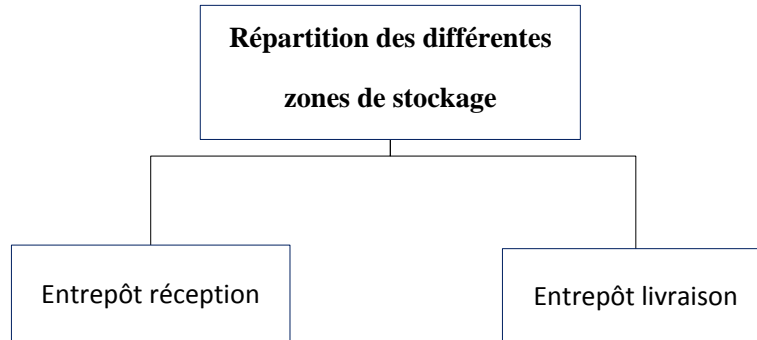 Répartition des différentes
zones de stockage
Entrepôt réception
Entrepôt livraison